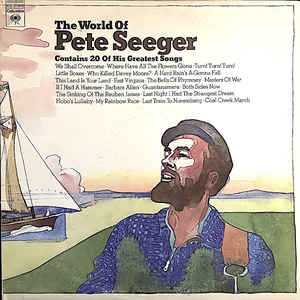 The World Of
Pete Seeger
Contains 20 Of His Greatest Songs
We Shall Overcome · Where Have All The Flowers Gone · Turn! Turn! Turn!
Little Boxes · Who Killed Davey Moore? · A Hard Rain's A-Gonna Fall
This Land Is Your Land · East Virginia · The Bells Of Rhymney · Masters Of War
If I Had A Hammer · Barbara Allen · Guantanamera · Both Sides Now
The Sinking Of The Reuben James · Last Night I Had The Strangest Dream
Hobo's Lullaby · My Rainbow Race · Last Train To Nuremberg · Coal Creek March